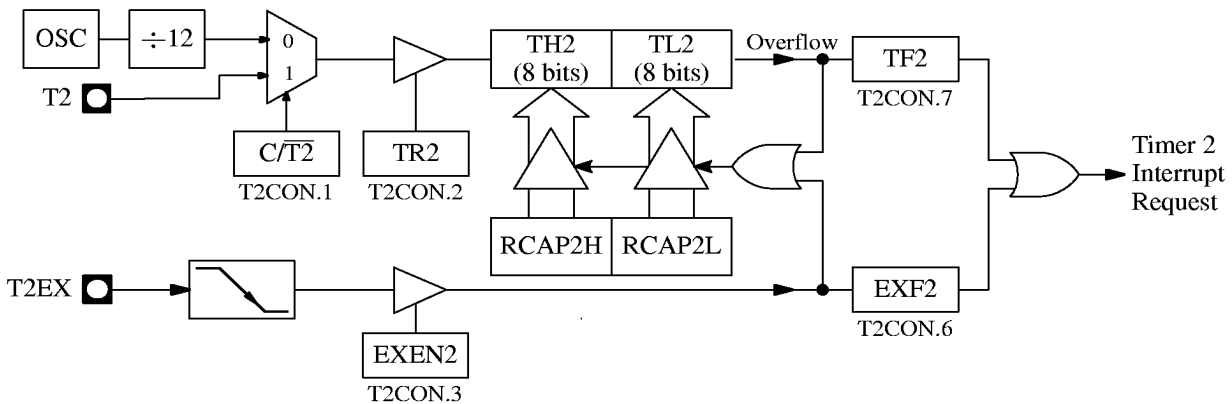 OSC
÷12
0
1
T2
C/T2̅
T2CON.1
TR2
T2CON.2
TH2
(8 bits)
TL2
(8 bits)
Overflow
TF2
T2CON.7
RCAP2H
RCAP2L
Timer 2
Interrupt
Request
T2EX
EXEN2
T2CON.3
EXF2
T2CON.6